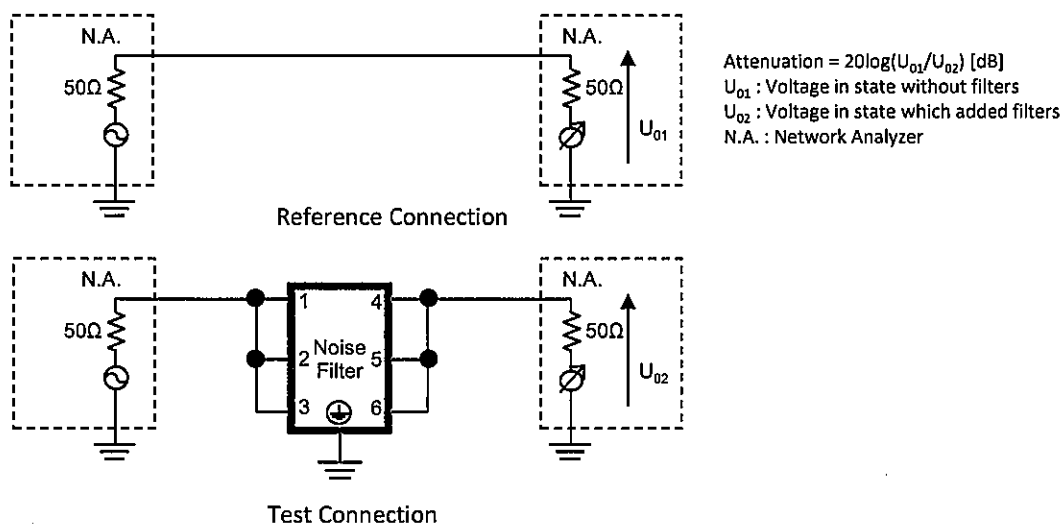 N.A.
N.A.
50Ω
50Ω
U01
Attenuation = 20log(U01/U02) [dB]
U01 : Voltage in state without filters
U02 : Voltage in state which added filters
N.A. : Network Analyzer
Reference Connection
N.A.
N.A.
50Ω
1
4
2
Noise
5
Filter
3
6
50Ω
U02
Test Connection